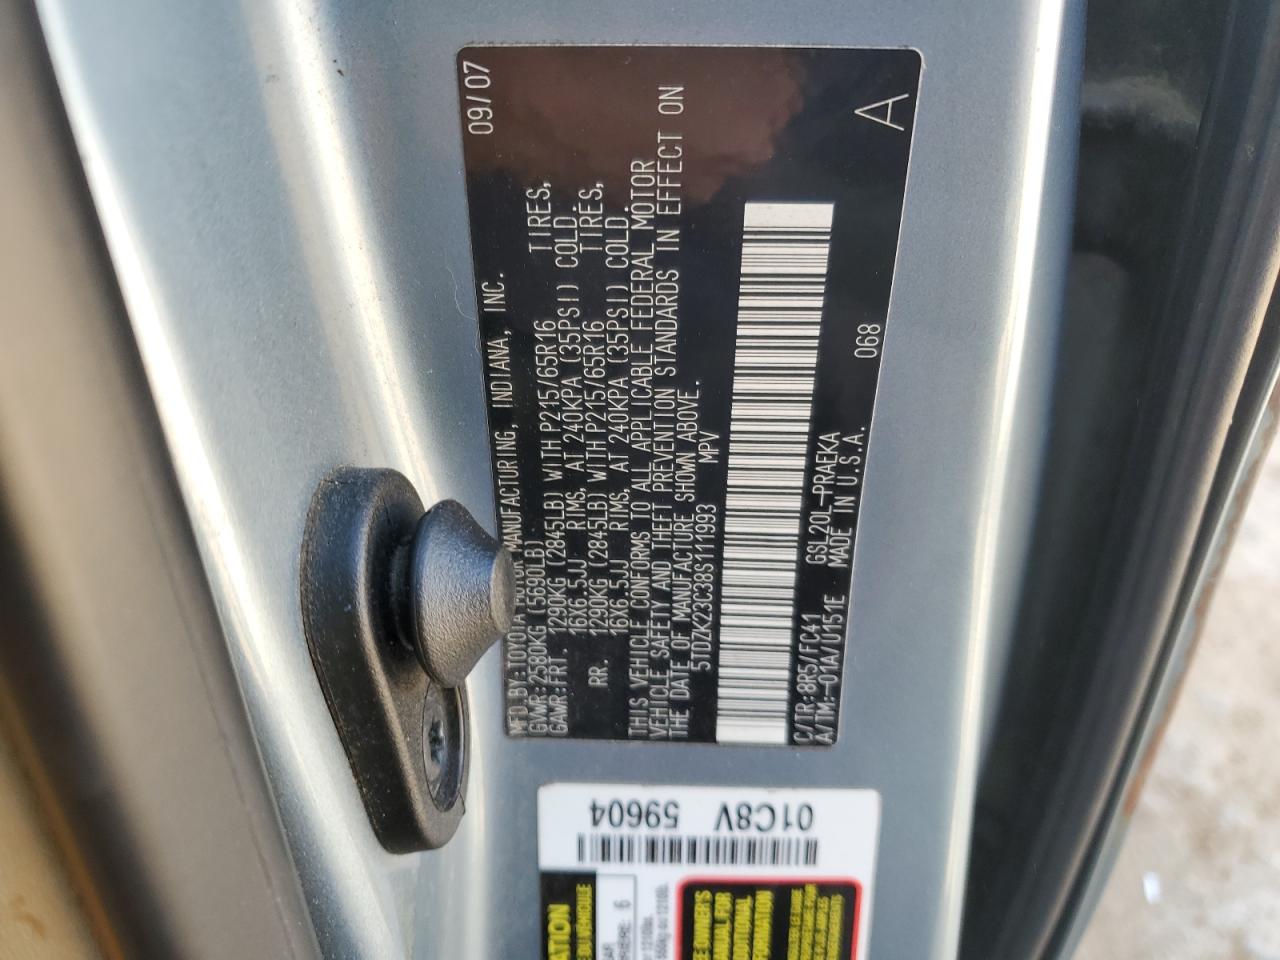 09/07
MFD BY: TOYOTA MOTOR MANUFACTURING, INDIANA, INC.
GVWR: 2580KG (5690LB)
GAWR: FRT. 1290KG (2845LB) WITH P215/65R16 TIRES,
16X6.5JJ RIMS, AT 240KPA (35PSI) COLD.
RR. 1290KG (2845LB) WITH P215/65R16 TIRES,
16X6.5JJ RIMS, AT 240KPA (35PSI) COLD.
THIS VEHICLE CONFORMS TO ALL APPLICABLE FEDERAL MOTOR
VEHICLE SAFETY AND THEFT PREVENTION STANDARDS IN EFFECT ON
THE DATE OF MANUFACTURE SHOWN ABOVE.
5TDZK23C38S111993 MPV
C/TR: 8R5/FC41 GSL20L-PRAEKA 068
A/TM: -01A/U151E MADE IN U.S.A.
A
01C8V
59604